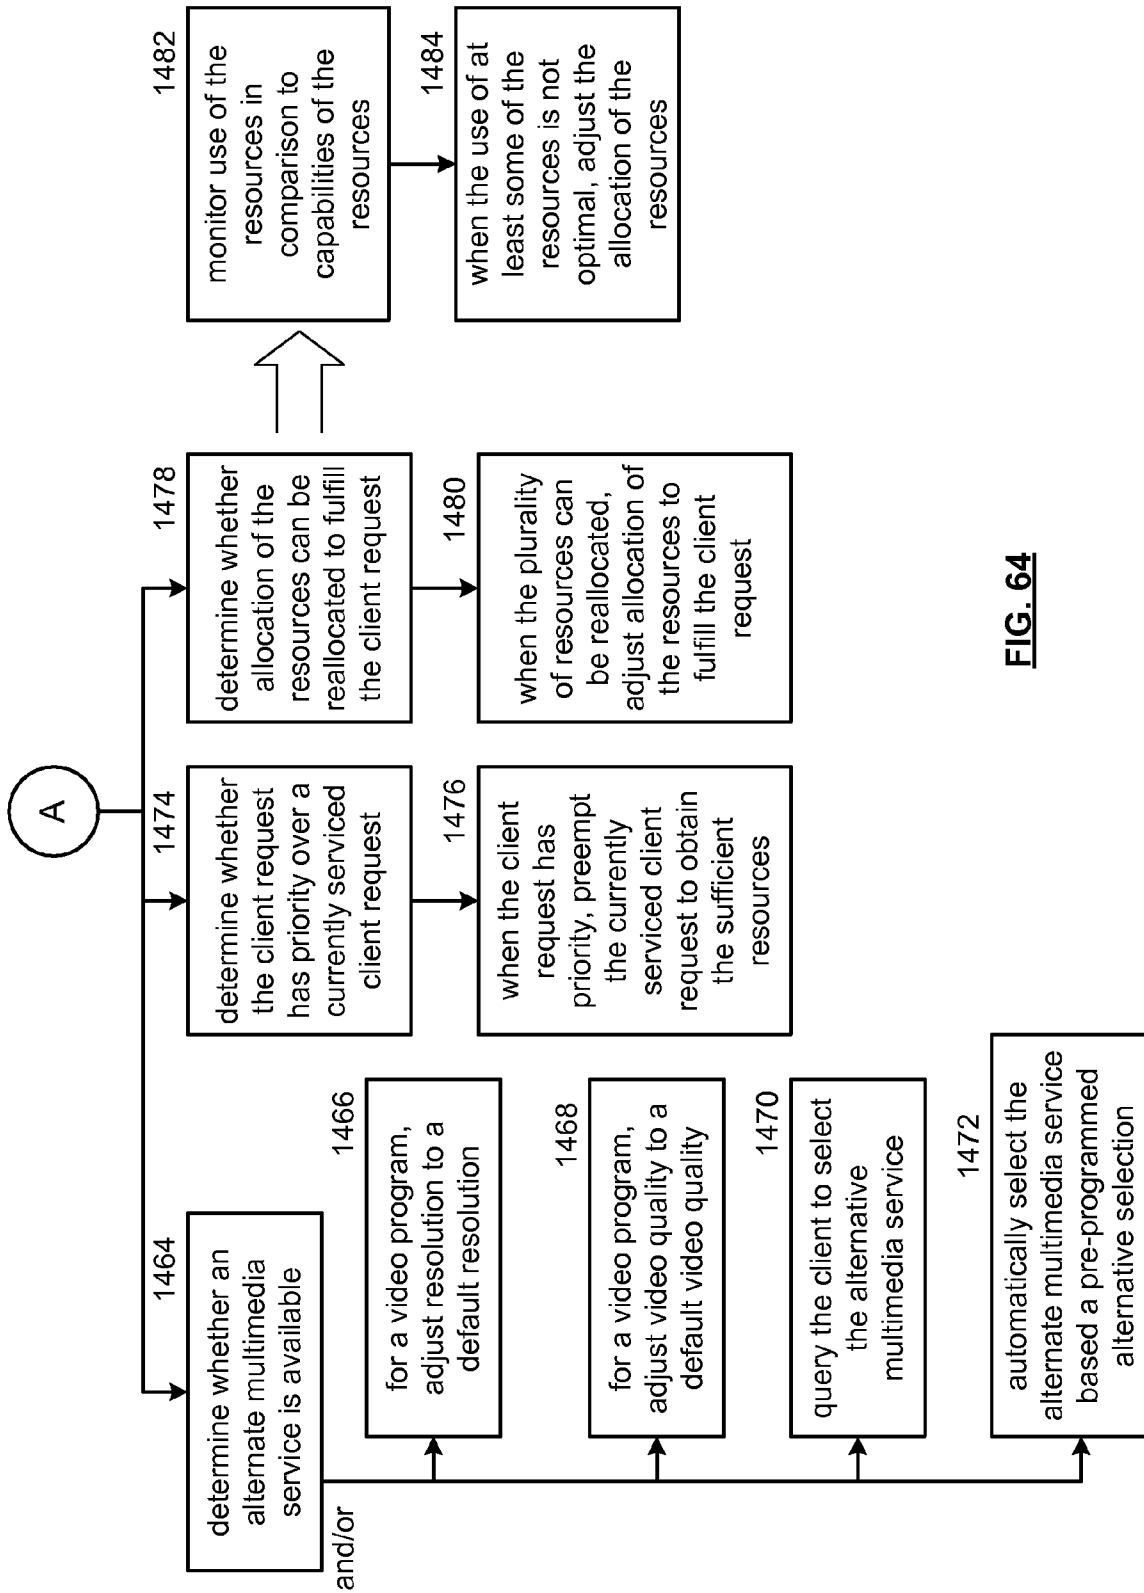 A
1464
determine whether an
alternate multimedia
service is available
and/or
1466
for a video program,
adjust resolution to a
default resolution
1468
for a video program,
adjust video quality to a
default video quality
1470
query the client to select
the alternative
multimedia service
1472
automatically select the
alternate multimedia service
based a pre-programmed
alternative selection
1474
determine whether
the client request
has priority over a
currently serviced
client request
1476
when the client
request has
priority, preempt
the currently
serviced client
request to obtain
the sufficient
resources
1478
determine whether
allocation of the
resources can be
reallocated to fulfill
the client request
1480
when the plurality
of resources can
be reallocated,
adjust allocation of
the resources to
fulfill the client
request
1482
monitor use of the
resources in
comparison to
capabilities of the
resources
1484
when the use of at
least some of the
resources is not
optimal, adjust the
allocation of the
resources
FIG. 64